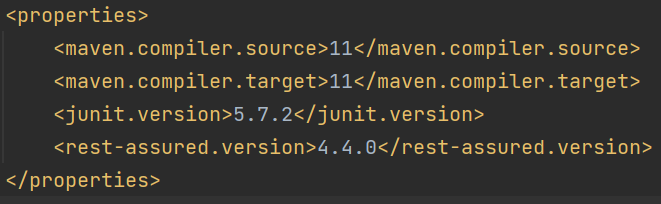 <properties>
    <maven.compiler.source>11</maven.compiler.source>
    <maven.compiler.target>11</maven.compiler.target>
    <junit.version>5.7.2</junit.version>
    <rest-assured.version>4.4.0</rest-assured.version>
</properties>